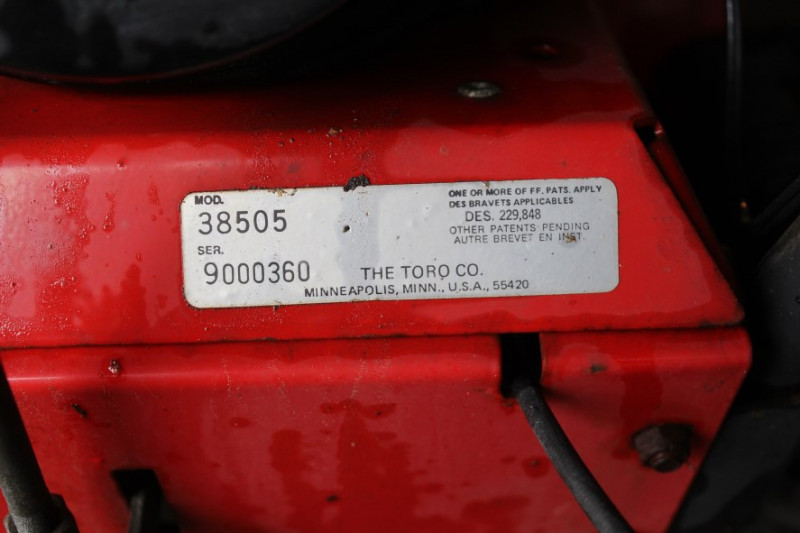 MOD.
38505
SER.
9000360
THE TORO CO.
MINNEAPOLIS, MINN., U.S.A., 55420
ONE OR MORE OF FF. PATS. APPLY
DES BRAVETS APPLICABLES
DES. 229,848
OTHER PATENTS PENDING
AUTRE BREVET EN INST.